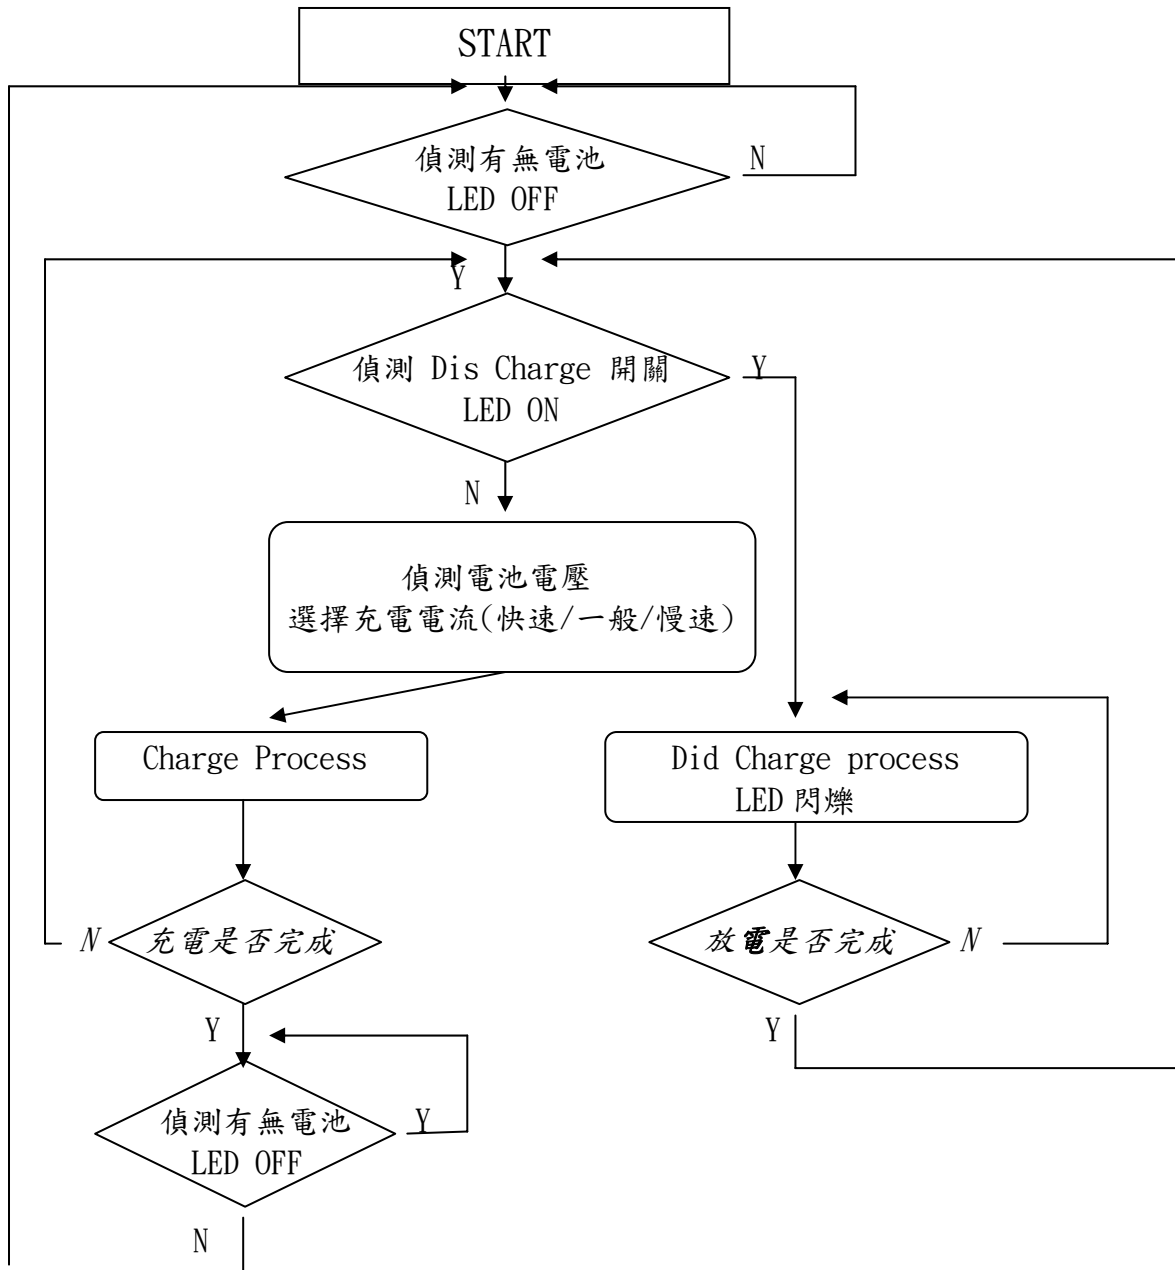 START
偵測有無電池
LED OFF
N
Y
偵測 Dis Charge 開關
LED ON
Y
N
偵測電池電壓
選擇充電電流(快速/一般/慢速)
Charge Process
Did Charge process
LED 閃爍
N
充電是否完成
放電是否完成
N
Y
Y
偵測有無電池
LED OFF
Y
N